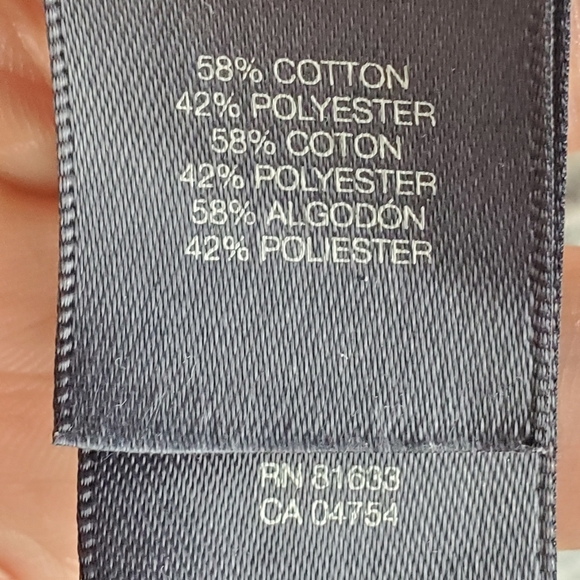 58% COTTON
42% POLYESTER
58% COTON
42% POLYESTER
58% ALGODÓN
42% POLIESTER
RN 81633
CA 04754